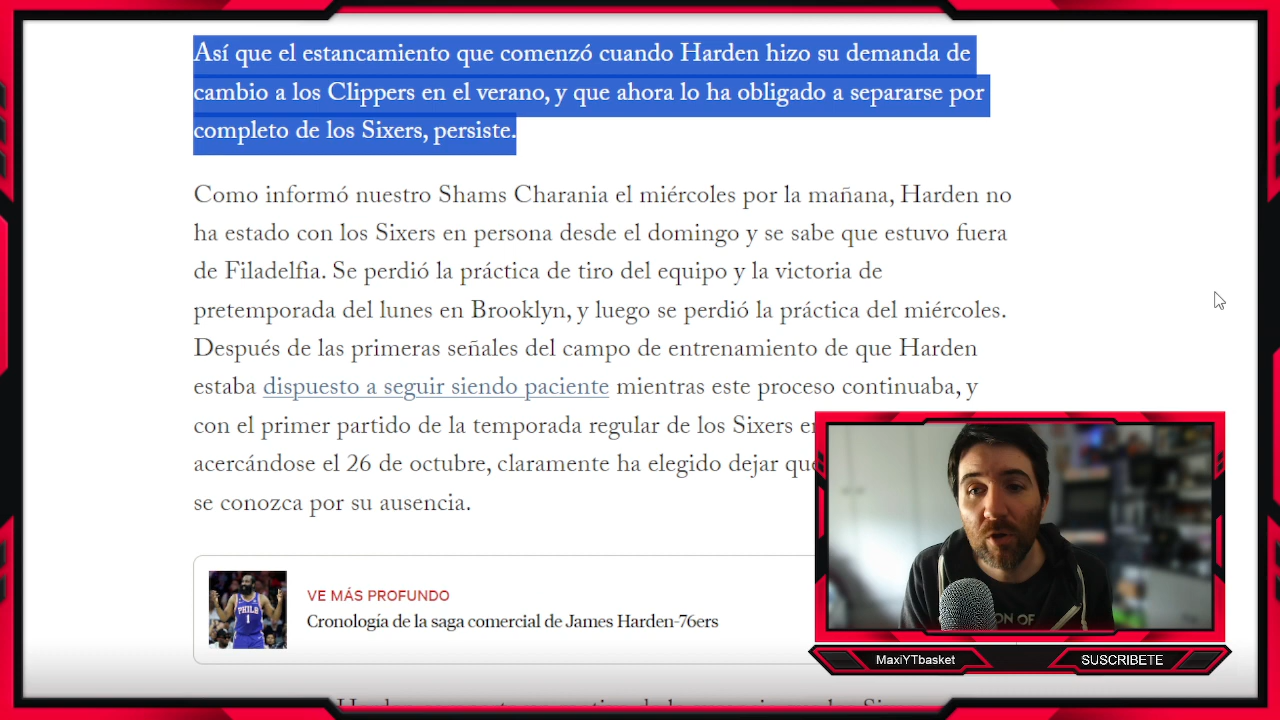 Así que el estancamiento que comenzó cuando Harden hizo su demanda de
cambio a los Clippers en el verano, y que ahora lo ha obligado a separarse por
completo de los Sixers, persiste.
Como informó nuestro Shams Charania el miércoles por la mañana, Harden no
ha estado con los Sixers en persona desde el domingo y se sabe que estuvo fuera
de Filadelfia. Se perdió la práctica de tiro del equipo y la victoria de
pretemporada del lunes en Brooklyn, y luego se perdió la práctica del miércoles.
Después de las primeras señales del campo de entrenamiento de que Harden
estaba dispuesto a seguir siendo paciente mientras este proceso continuaba, y
con el primer partido de la temporada regular de los Sixers
acercándose el 26 de octubre, claramente ha elegido dejar
se conozca por su ausencia.
VE MÁS PROFUNDO
Cronología de la saga comercial de James Harden-76ers
PHILA
1
ON OF
MaxiYTbasket
SUSCRIBETE